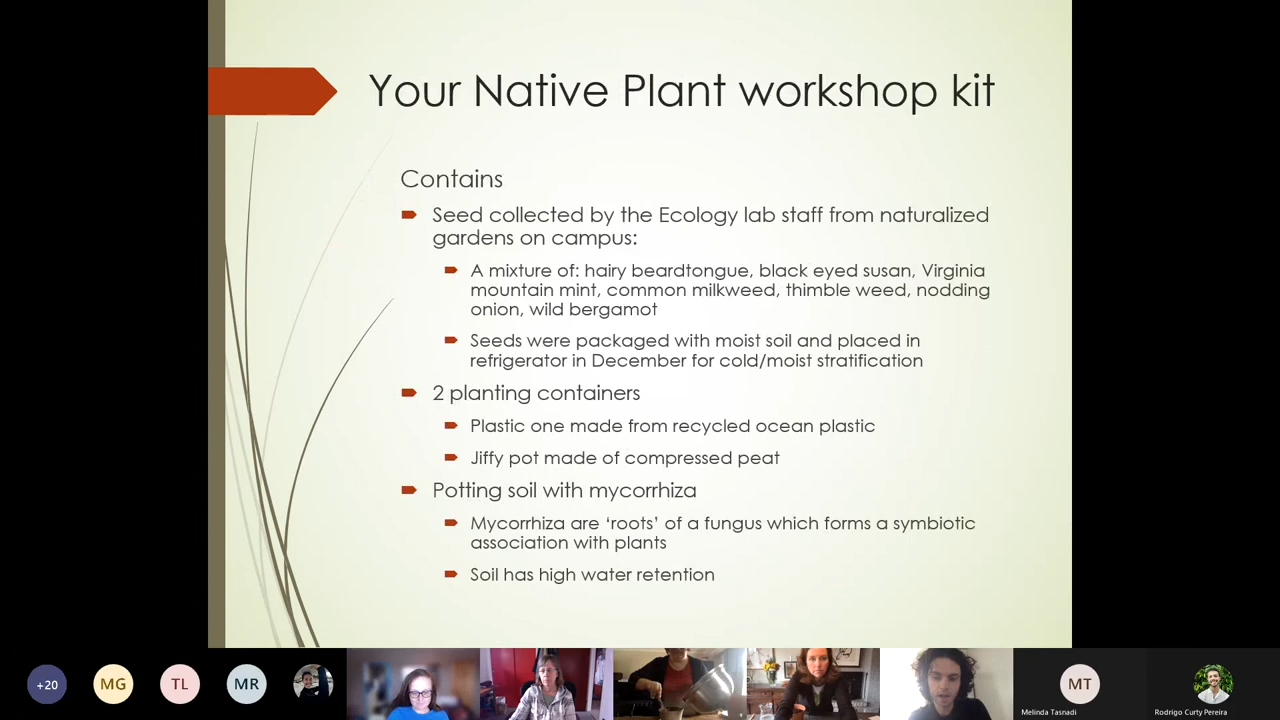 Your Native Plant workshop kit
Contains
Seed collected by the Ecology lab staff from naturalized
gardens on campus:
A mixture of: hairy beardtongue, black eyed susan, Virginia
mountain mint, common milkweed, thimble weed, nodding
onion, wild bergamot
Seeds were packaged with moist soil and placed in
refrigerator in December for cold/moist stratification
2 planting containers
Plastic one made from recycled ocean plastic
Jiffy pot made of compressed peat
Potting soil with mycorrhiza
Mycorrhiza are ‘roots’ of a fungus which forms a symbiotic
association with plants
Soil has high water retention
+20
MG
TL
MR
MT
Melinda Tasnadi
Rodrigo Curty Pereira